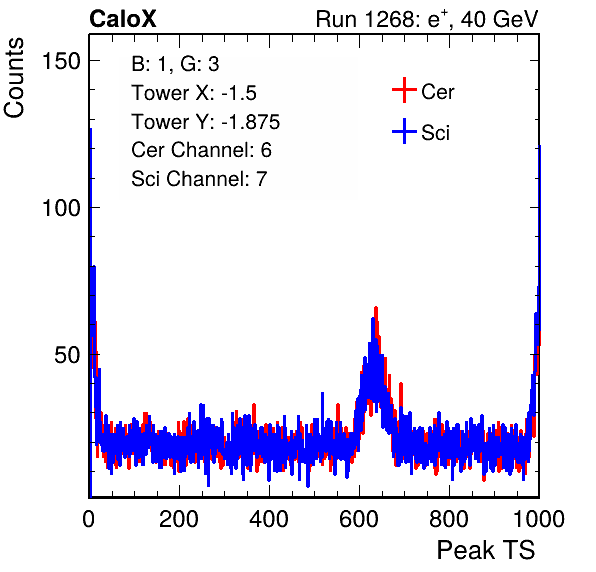 CaloX Run 1268: e⁺, 40 GeV
Counts
B: 1, G: 3
Tower X: -1.5
Tower Y: -1.875
Cer Channel: 6
Sci Channel: 7
Cer
Sci
150
100
50
0 200 400 600 800 1000
Peak TS